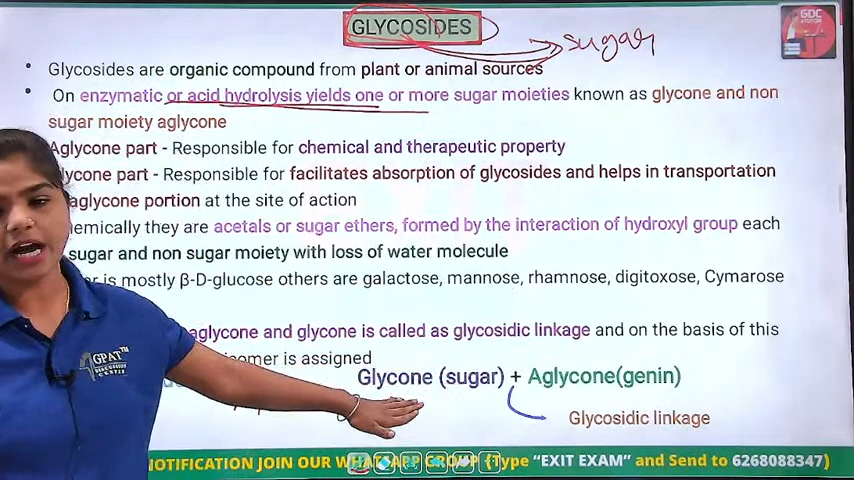 GLYCOSIDES
sugar
GDC
• Glycosides are organic compound from plant or animal sources
• On enzymatic or acid hydrolysis yields one or more sugar moieties known as glycone and non
sugar moiety aglycone
Aglycone part - Responsible for chemical and therapeutic property
lycone part - Responsible for facilitates absorption of glycosides and helps in transportation
aglycone portion at the site of action
hemically they are acetals or sugar ethers, formed by the interaction of hydroxyl group each
sugar and non sugar moiety with loss of water molecule
r is mostly β-D-glucose others are galactose, mannose, rhamnose, digitoxose, Cymarose
aglycone and glycone is called as glycosidic linkage and on the basis of this
isomer is assigned
Glycone (sugar) + Aglycone(genin)
Glycosidic linkage
GPAT™
DISCUSSION
CENTER
NOTIFICATION JOIN OUR WHATSAPP GROUP (Type “EXIT EXAM” and Send to 6268088347)